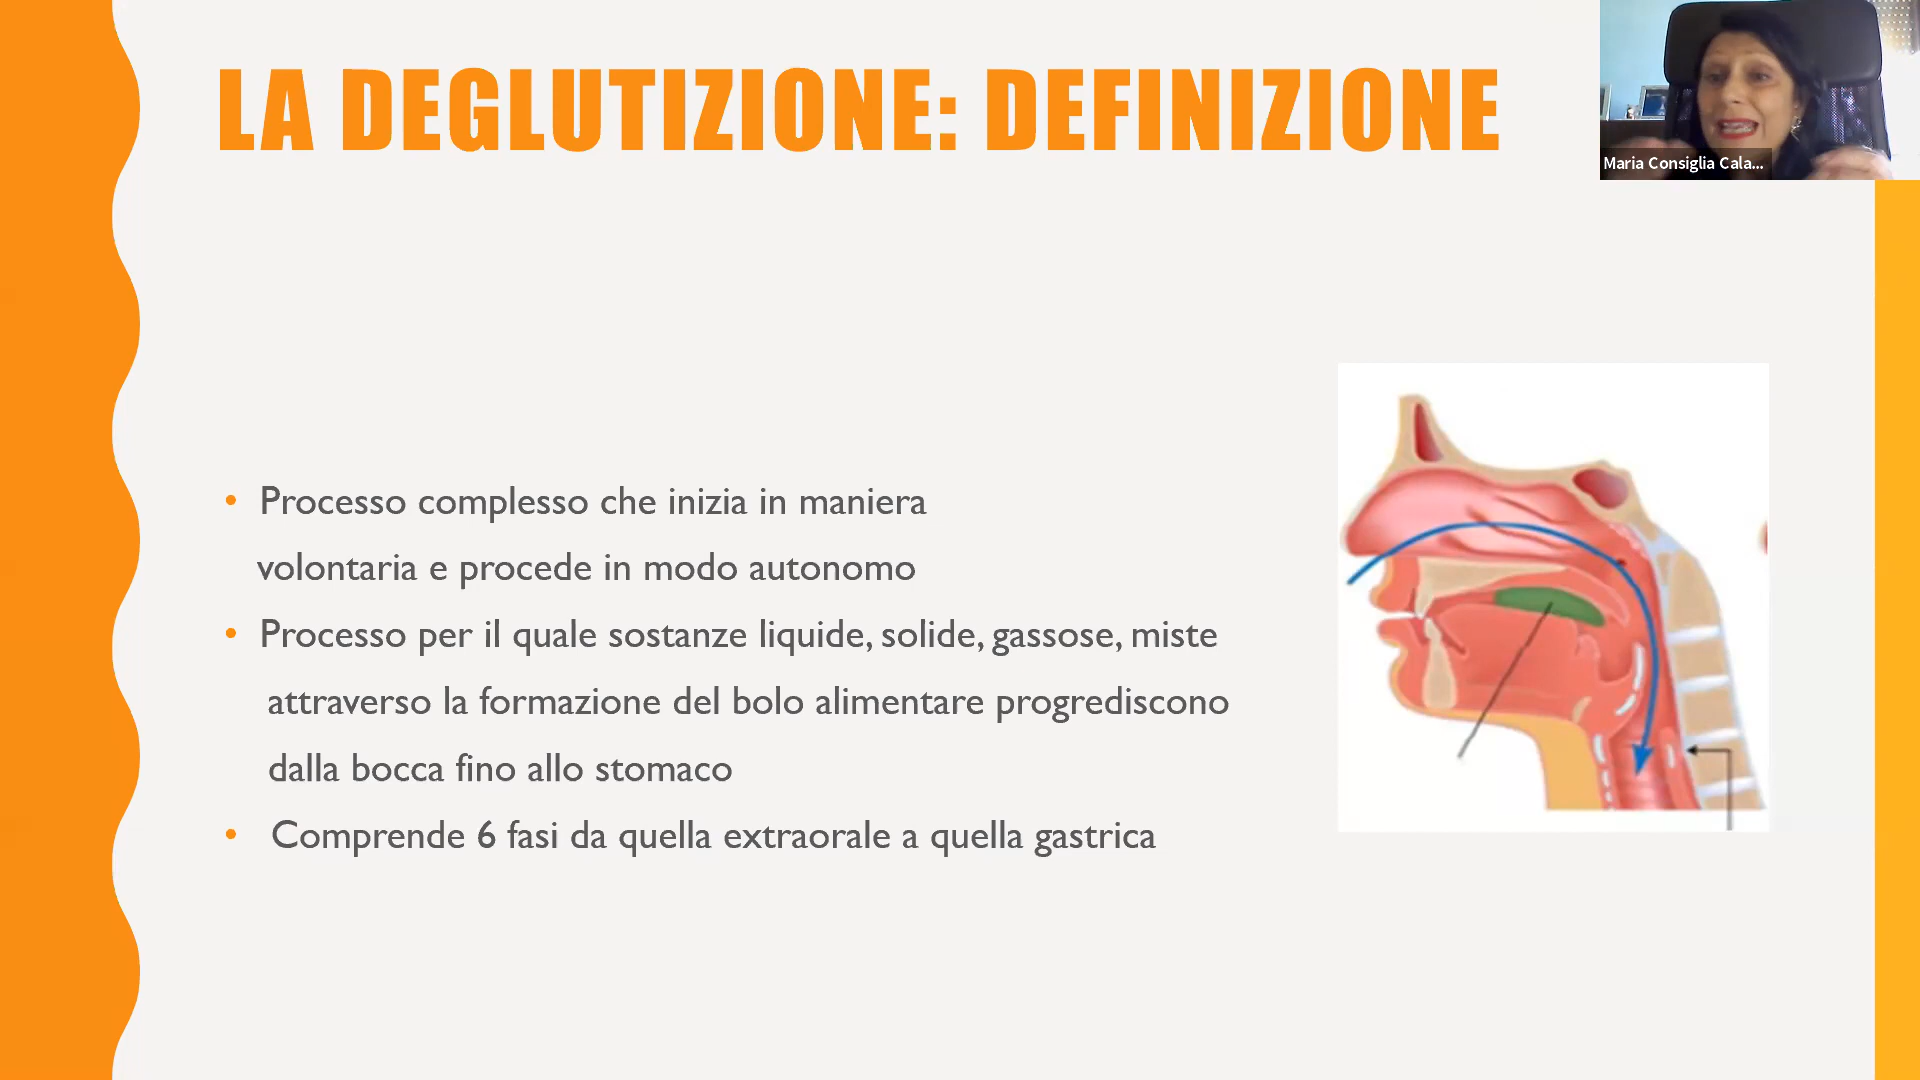 LA DEGLUTIZIONE: DEFINIZIONE
Maria Consiglia Cala...
• Processo complesso che inizia in maniera
volontaria e procede in modo autonomo
• Processo per il quale sostanze liquide, solide, gassose, miste
attraverso la formazione del bolo alimentare progrediscono
dalla bocca fino allo stomaco
• Comprende 6 fasi da quella extraorale a quella gastrica